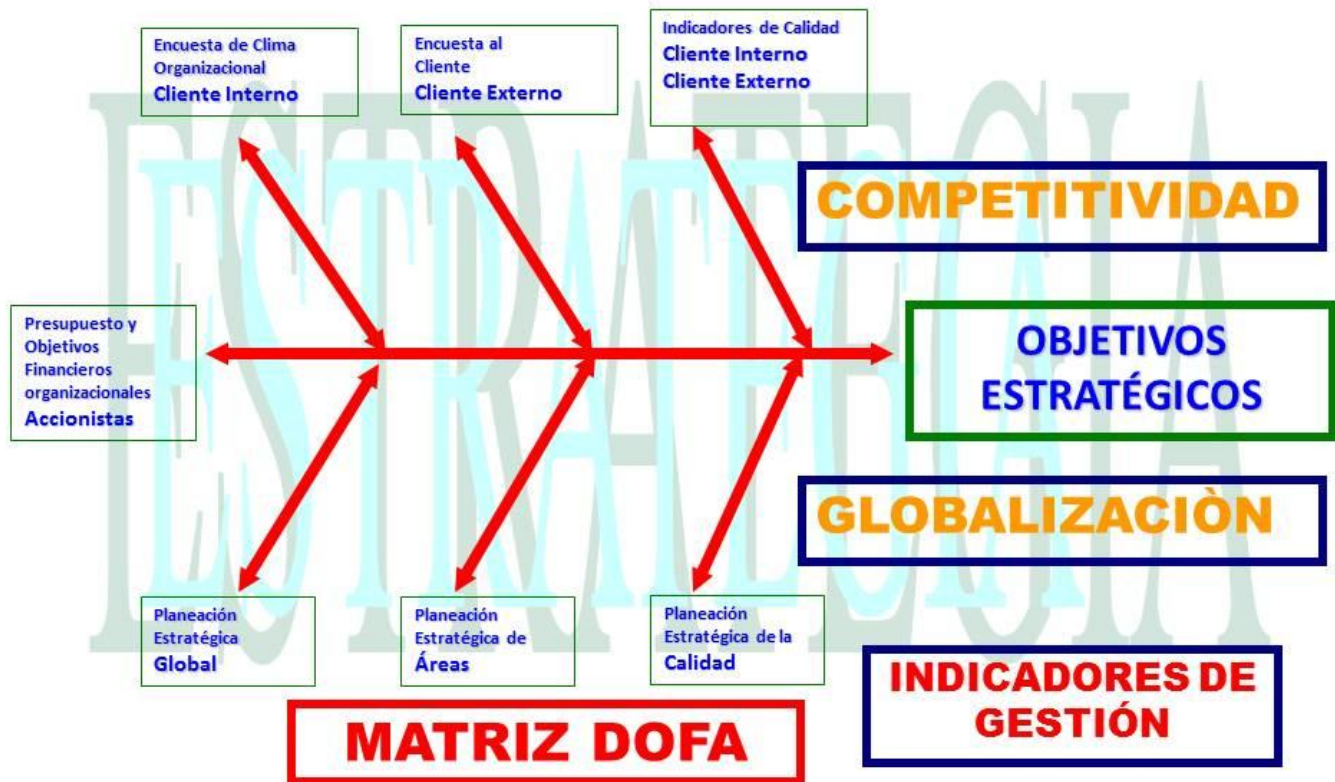 Encuesta de Clima
Organizacional
Cliente Interno
Encuesta al
Cliente
Cliente Externo
Indicadores de Calidad
Cliente Interno
Cliente Externo
COMPETITIVIDAD
Presupuesto y
Objetivos
Financieros
organizacionales
Accionistas
OBJETIVOS
ESTRATÉGICOS
GLOBALIZACIÒN
Planeación
Estratégica
Global
Planeación
Estratégica de
Áreas
Planeación
Estratégica de la
Calidad
INDICADORES DE
GESTIÓN
MATRIZ DOFA
ESTRATEGIA
ESTRATEGIA